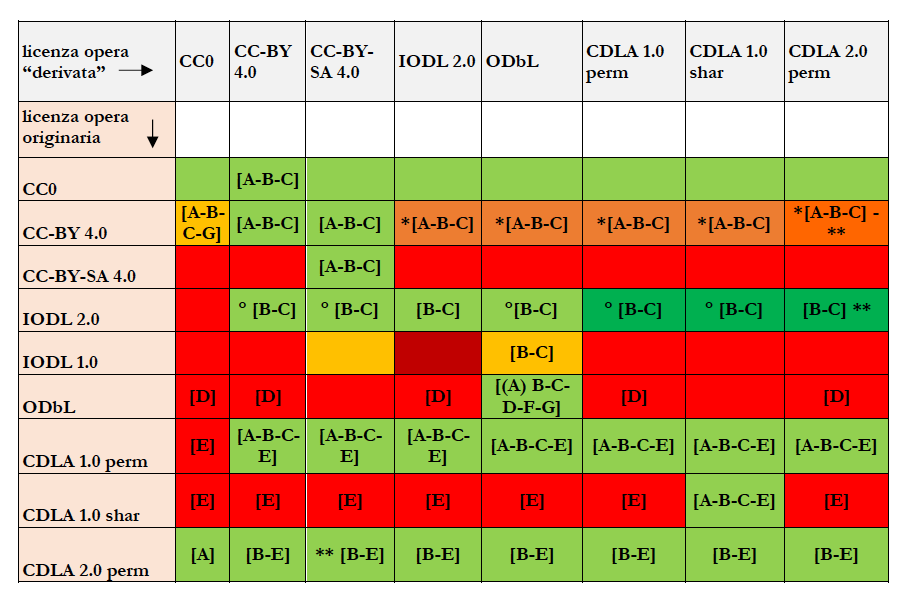 licenza opera
“derivata”
CC0
CC-BY
4.0
CC-BY-
SA 4.0
IODL 2.0
ODbL
CDLA 1.0
perm
CDLA 1.0
shar
CDLA 2.0
perm
licenza opera
originaria
CC0
[A-B-C]
CC-BY 4.0
[A-B-
C-G]
[A-B-C]
[A-B-C]
*[A-B-C]
*[A-B-C]
*[A-B-C]
*[A-B-C]
*[A-B-C] -
**
CC-BY-SA 4.0
[A-B-C]
IODL 2.0
° [B-C]
° [B-C]
[B-C]
°[B-C]
° [B-C]
° [B-C]
[B-C] **
IODL 1.0
[B-C]
ODbL
[D]
[D]
[D]
[(A) B-C-
D-F-G]
[D]
[D]
CDLA 1.0 perm
[E]
[A-B-C-
E]
[A-B-C-
E]
[A-B-C-
E]
[A-B-C-E]
[A-B-C-E]
[A-B-C-E]
[A-B-C-E]
CDLA 1.0 shar
[E]
[E]
[E]
[E]
[E]
[E]
[A-B-C-E]
[E]
CDLA 2.0 perm
[A]
[B-E]
** [B-E]
[B-E]
[B-E]
[B-E]
[B-E]
[B-E]